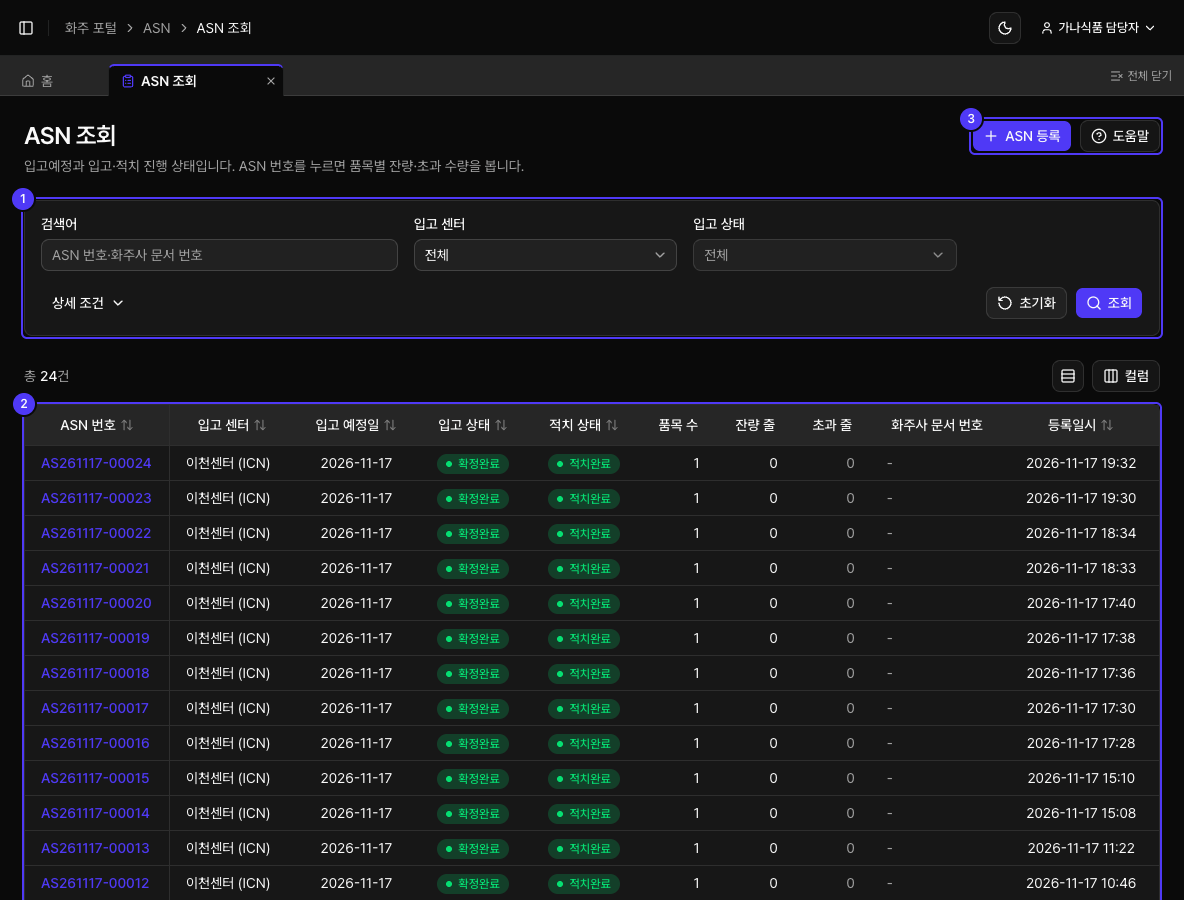 화주 포털 > ASN > ASN 조회
가나식품 담당자
홈
ASN 조회
전체 닫기
ASN 조회
3
ASN 등록
도움말
입고예정과 입고·적치 진행 상태입니다. ASN 번호를 누르면 품목별 잔량·초과 수량을 봅니다.
1
검색어 입고 센터 입고 상태
ASN 번호·화주사 문서 번호 전체 전체
상세 조건 초기화 조회
총 24건 컬럼
2
ASN 번호 입고 센터 입고 예정일 입고 상태 적치 상태 품목 수 잔량 줄 초과 줄 화주사 문서 번호 등록일시
AS261117-00024 이천센터 (ICN) 2026-11-17 확정완료 적치완료 1 0 0 - 2026-11-17 19:32
AS261117-00023 이천센터 (ICN) 2026-11-17 확정완료 적치완료 1 0 0 - 2026-11-17 19:30
AS261117-00022 이천센터 (ICN) 2026-11-17 확정완료 적치완료 1 0 0 - 2026-11-17 18:34
AS261117-00021 이천센터 (ICN) 2026-11-17 확정완료 적치완료 1 0 0 - 2026-11-17 18:33
AS261117-00020 이천센터 (ICN) 2026-11-17 확정완료 적치완료 1 0 0 - 2026-11-17 17:40
AS261117-00019 이천센터 (ICN) 2026-11-17 확정완료 적치완료 1 0 0 - 2026-11-17 17:38
AS261117-00018 이천센터 (ICN) 2026-11-17 확정완료 적치완료 1 0 0 - 2026-11-17 17:36
AS261117-00017 이천센터 (ICN) 2026-11-17 확정완료 적치완료 1 0 0 - 2026-11-17 17:30
AS261117-00016 이천센터 (ICN) 2026-11-17 확정완료 적치완료 1 0 0 - 2026-11-17 17:28
AS261117-00015 이천센터 (ICN) 2026-11-17 확정완료 적치완료 1 0 0 - 2026-11-17 15:10
AS261117-00014 이천센터 (ICN) 2026-11-17 확정완료 적치완료 1 0 0 - 2026-11-17 15:08
AS261117-00013 이천센터 (ICN) 2026-11-17 확정완료 적치완료 1 0 0 - 2026-11-17 11:22
AS261117-00012 이천센터 (ICN) 2026-11-17 확정완료 적치완료 1 0 0 - 2026-11-17 10:46